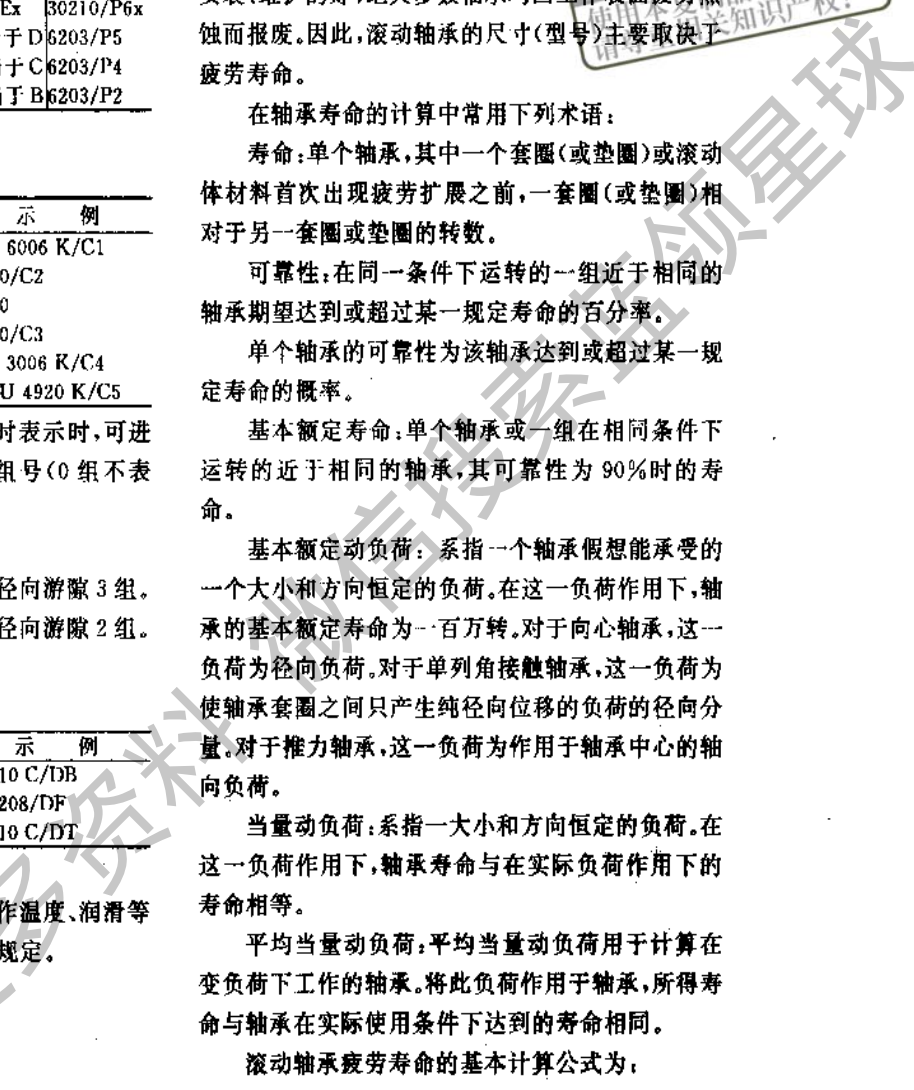 Ex 30210/P6x
于 D 6203/P5
于 C 6203/P4
于 B 6203/P2
示 例
6006 K/C1
0/C2
0
0/C3
3006 K/C4
U 4920 K/C5
时表示时,可进
组号(0 组不表
径向游隙 3 组。
径向游隙 2 组。
示 例
10 C/DB
208/DF
10 C/DT
作温度、润滑等
规定。
蚀而报废。因此,滚动轴承的尺寸(型号)主要取决于
疲劳寿命。
在轴承寿命的计算中常用下列术语:
寿命:单个轴承,其中一个套圈(或垫圈)或滚动
体材料首次出现疲劳扩展之前,一套圈(或垫圈)相
对于另一套圈或垫圈的转数。
可靠性:在同一条件下运转的一组近于相同的
轴承期望达到或超过某一规定寿命的百分率。
单个轴承的可靠性为该轴承达到或超过某一规
定寿命的概率。
基本额定寿命:单个轴承或一组在相同条件下
运转的近于相同的轴承,其可靠性为 90%时的寿
命。
基本额定动负荷: 系指一个轴承假想能承受的
一个大小和方向恒定的负荷。在这一负荷作用下,轴
承的基本额定寿命为一百万转。对于向心轴承,这一
负荷为径向负荷。对于单列角接触轴承,这一负荷为
使轴承套圈之间只产生纯径向位移的负荷的径向分
量。对于推力轴承,这一负荷为作用于轴承中心的轴
向负荷。
当量动负荷:系指一大小和方向恒定的负荷。在
这一负荷作用下,轴承寿命与在实际负荷作用下的
寿命相等。
平均当量动负荷:平均当量动负荷用于计算在
变负荷下工作的轴承。将此负荷作用于轴承,所得寿
命与轴承在实际使用条件下达到的寿命相同。
滚动轴承疲劳寿命的基本计算公式为:
多资料 微信搜索蓝领星球